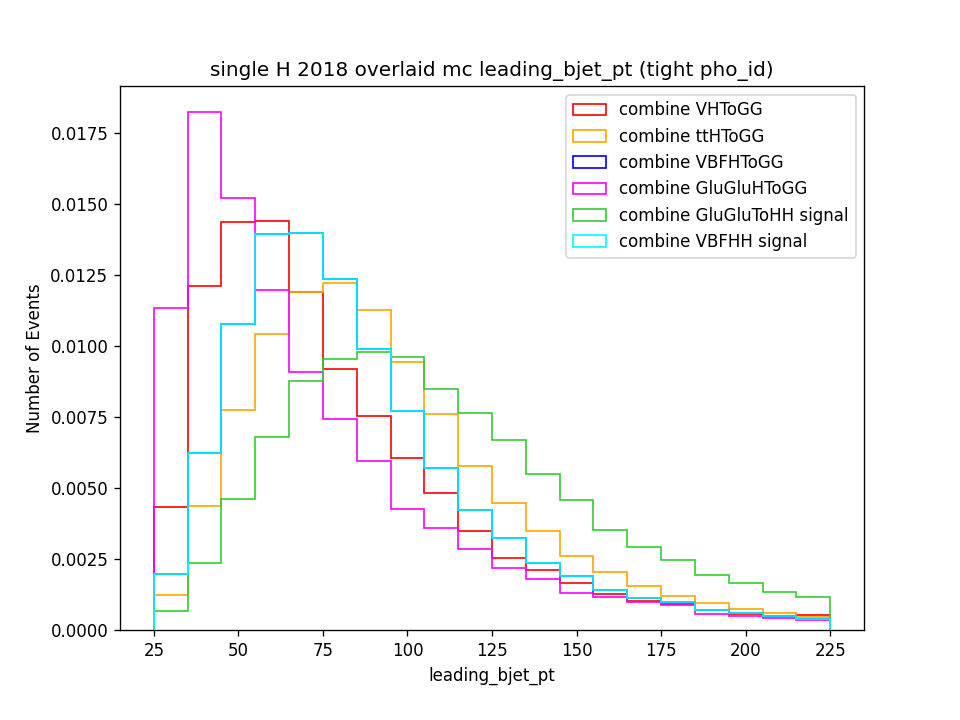 single H 2018 overlaid mc leading_bjet_pt (tight pho_id)
combine VHToGG
combine ttHToGG
combine VBFHToGG
combine GluGluHToGG
combine GluGluToHH signal
combine VBFHH signal
Number of Events
0.0175
0.0150
0.0125
0.0100
0.0075
0.0050
0.0025
0.0000
25 50 75 100 125 150 175 200 225
leading_bjet_pt